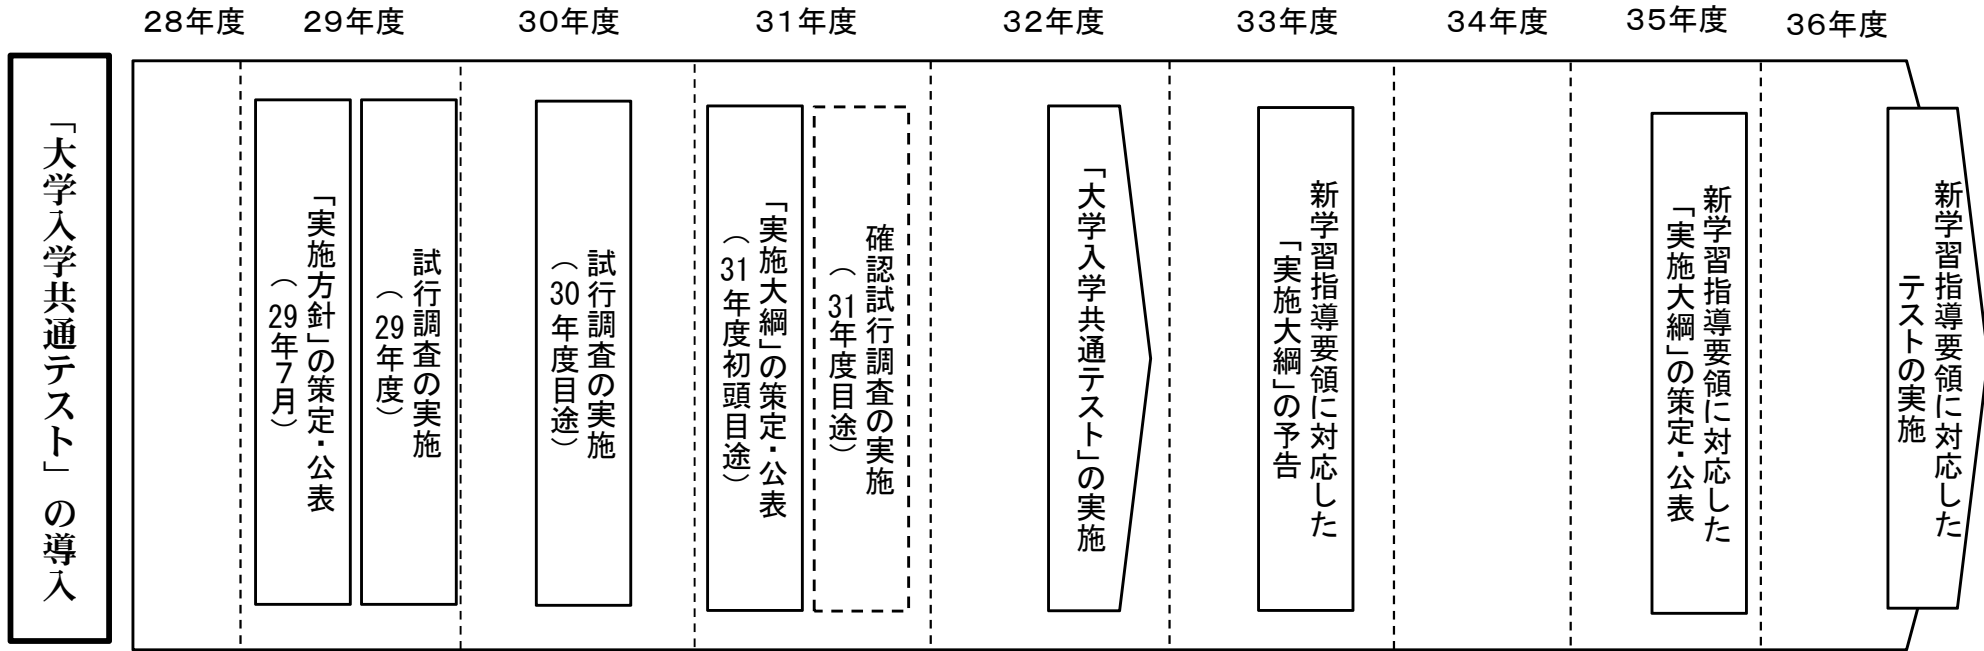 28年度
29年度
30年度
31年度
32年度
33年度
34年度
35年度
36年度
「大学入学共通テスト」の導入
「実施方針」の策定・公表
（29年7月）
試行調査の実施
（29年度）
試行調査の実施
（30年度目途）
「実施大綱」の策定・公表
（31年度初頭目途）
確認試行調査の実施
（31年度目途）
「大学入学共通テスト」の実施
新学習指導要領に対応した
「実施大綱」の予告
新学習指導要領に対応した
「実施大綱」の策定・公表
新学習指導要領に対応した
テストの実施